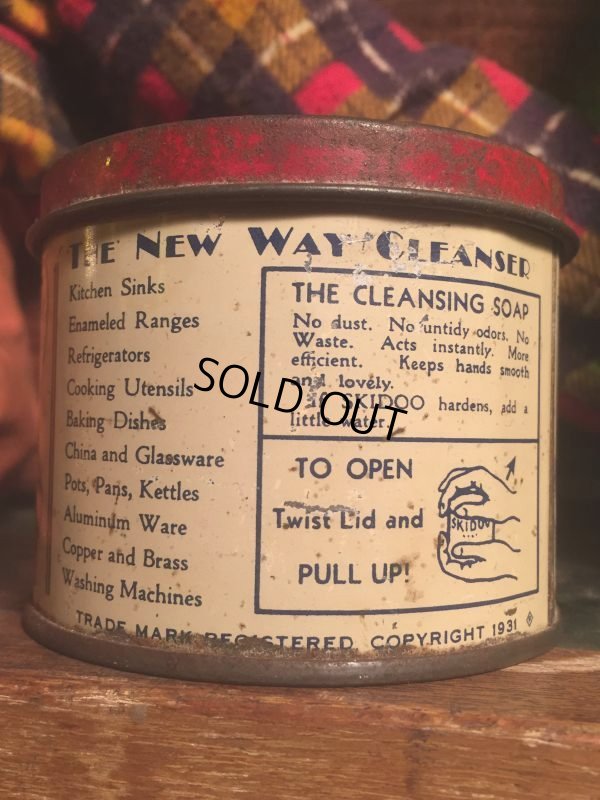 THE NEW WAY CLEANSER
Kitchen Sinks
Enameled Ranges
Refrigerators
Cooking Utensils
Baking Dishes
China and Glassware
Pots, Pans, Kettles
Aluminum Ware
Copper and Brass
Washing Machines
THE CLEANSING SOAP
No dust. No untidy odors. No
Waste. Acts instantly. More
efficient. Keeps hands smooth
and lovely.
If SKIDOO hardens, add a
little water.
TO OPEN
Twist Lid and
PULL UP!
SKIDOO
TRADE MARK REGISTERED. COPYRIGHT 1931
SOLD OUT